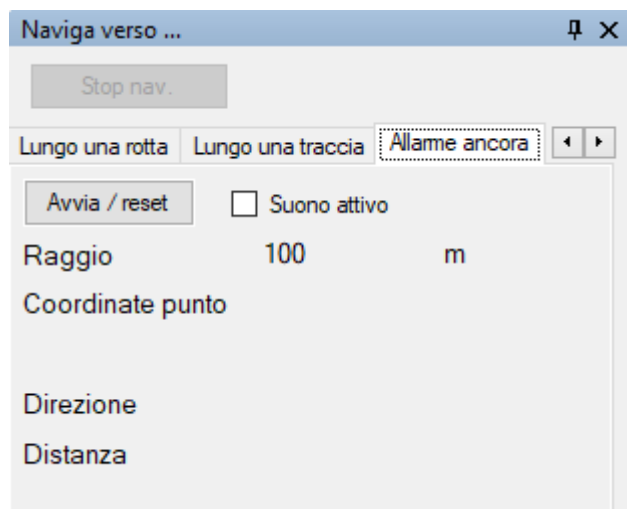 Naviga verso ...
Stop nav.
Lungo una rotta Lungo una traccia Allarme ancora
Avvia / reset Suono attivo
Raggio 100 m
Coordinate punto
Direzione
Distanza